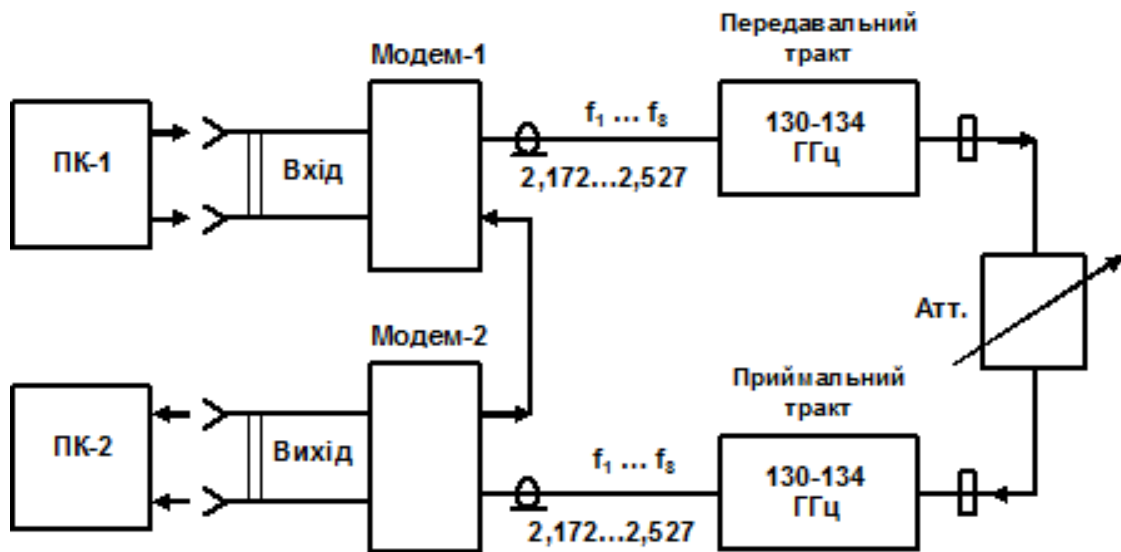 Передавальний
тракт
Модем-1
ПК-1
Вхід
f₁ ... f₈
2,172...2,527
130-134
ГГц
Атт.
Модем-2
Приймальний
тракт
ПК-2
Вихід
f₁ ... f₈
2,172...2,527
130-134
ГГц